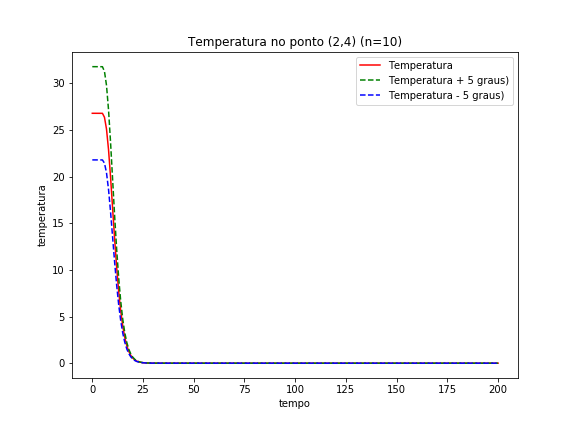 Temperatura no ponto (2,4) (n=10)
Temperatura
Temperatura + 5 graus)
Temperatura - 5 graus)
temperatura
30
25
20
15
10
5
0
0 25 50 75 100 125 150 175 200
tempo